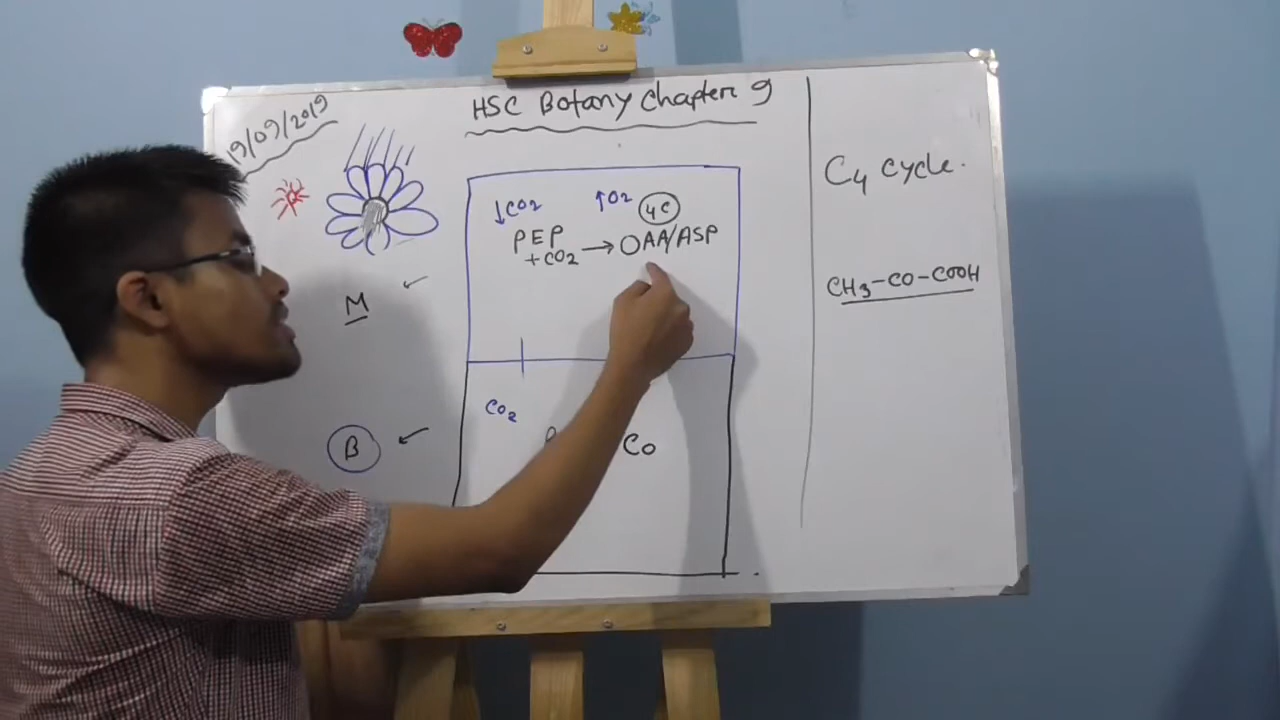 19/09/2019
HSC Botany Chapter 9
↓CO2 ↑O2 4C
PEP → OAA/ASP
+CO2
M
CO2
B
Co
C4 cycle.
CH3-CO-COOH